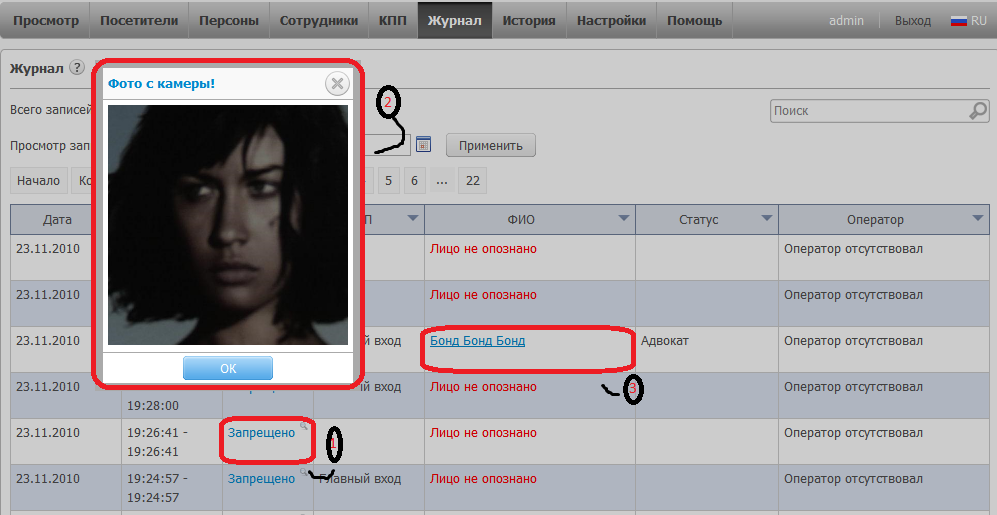 Просмотр Посетители Персоны Сотрудники КПП Журнал История Настройки Помощь admin Выход RU
Журнал ?
Фото с камеры!
2
Всего записей
Поиск
Просмотр
Применить
Начало 5 6 ... 22
Дата ФИО Статус Оператор
23.11.2010 Лицо не опознано Оператор отсутствовал
23.11.2010 Лицо не опознано Оператор отсутствовал
23.11.2010 вход Бонд Бонд Бонд Адвокат Оператор отсутствовал
OK
23.11.2010 вход Лицо не опознано 3 Оператор отсутствовал
19:28:00
23.11.2010 19:26:41 - Запрещено 1 Лицо не опознано Оператор отсутствовал
19:26:41
23.11.2010 19:24:57 - Запрещено Главный вход Лицо не опознано Оператор отсутствовал
19:24:57